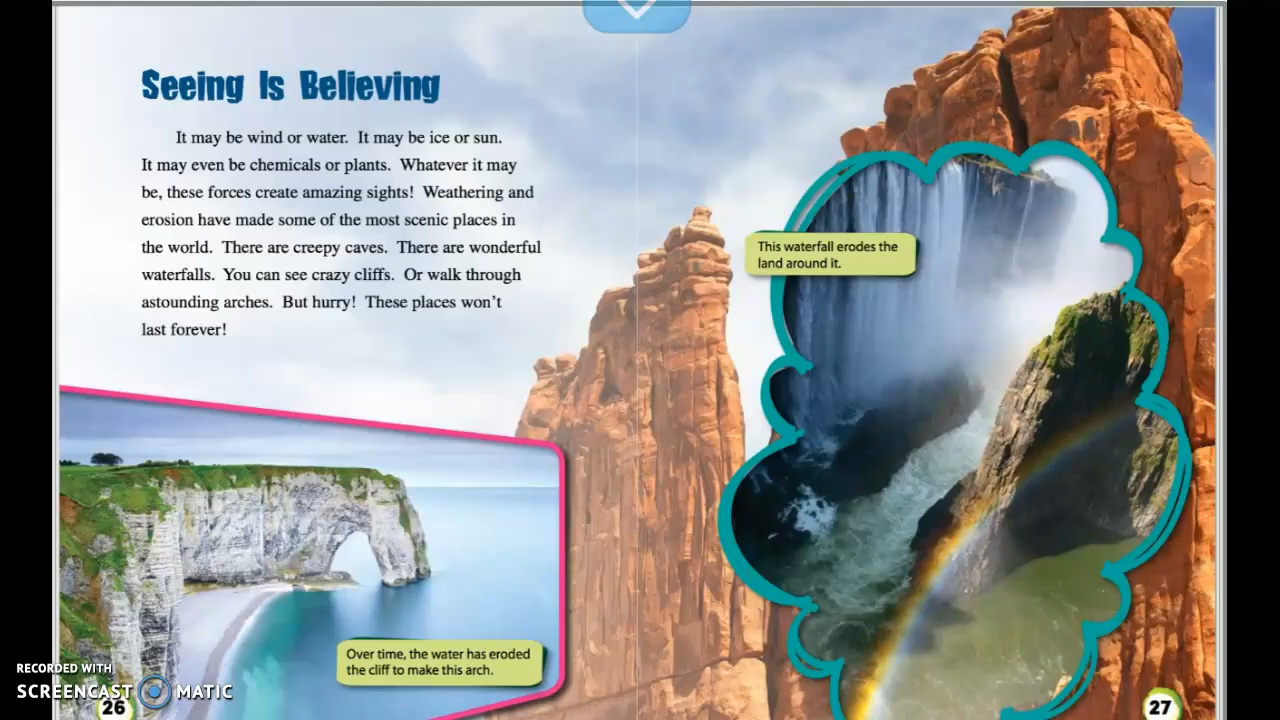 Seeing Is Believing
It may be wind or water. It may be ice or sun.
It may even be chemicals or plants. Whatever it may
be, these forces create amazing sights! Weathering and
erosion have made some of the most scenic places in
the world. There are creepy caves. There are wonderful
waterfalls. You can see crazy cliffs. Or walk through
astounding arches. But hurry! These places won't
last forever!
This waterfall erodes the
land around it.
Over time, the water has eroded
the cliff to make this arch.
RECORDED WITH
SCREENCAST MATIC
26
27